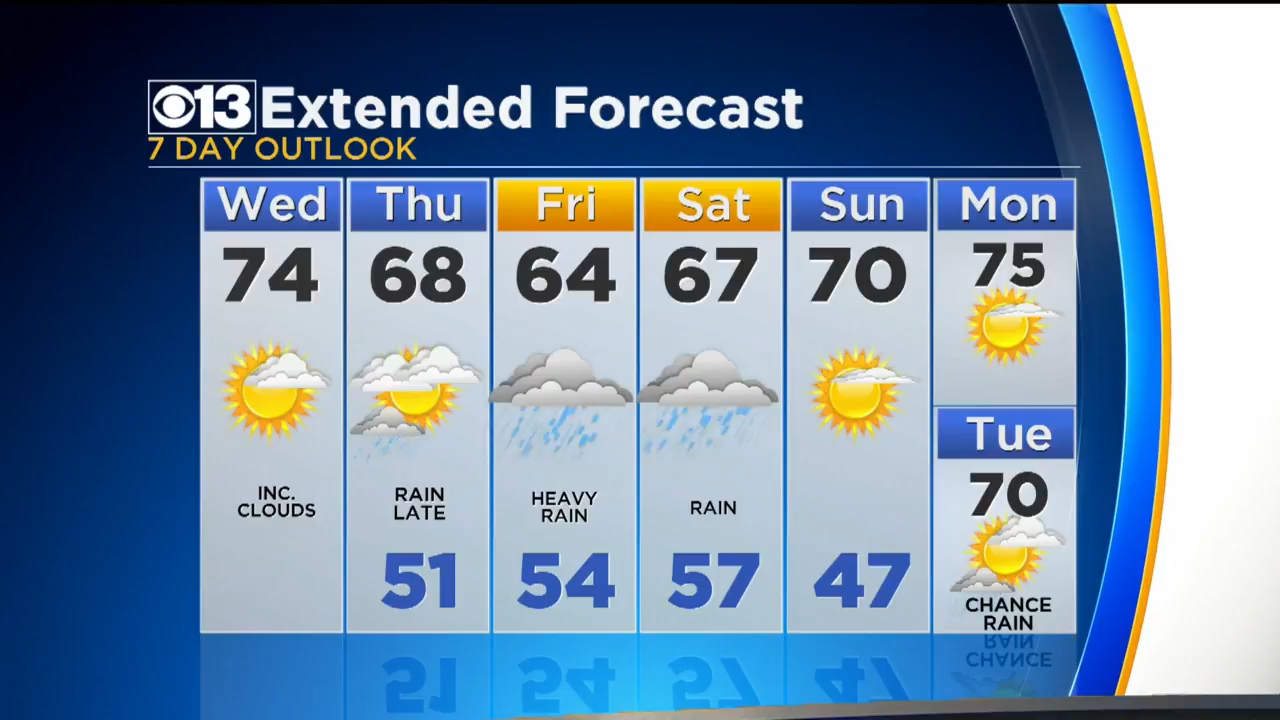 13 Extended Forecast
7 DAY OUTLOOK
Wed Thu Fri Sat Sun Mon
74 68 64 67 70 75
Tue
70
INC.
CLOUDS
RAIN
LATE
HEAVY
RAIN
RAIN
51 54 57 47
CHANCE
RAIN